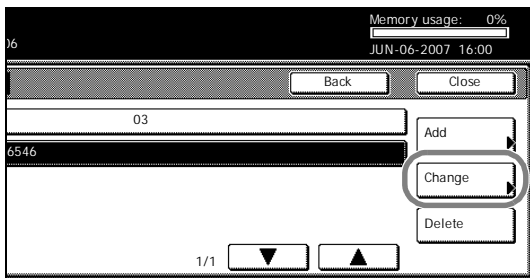 Memory usage: 0%
06
JUN-06-2007 16:00
Back Close
03
Add
6546
Change
Delete
1/1